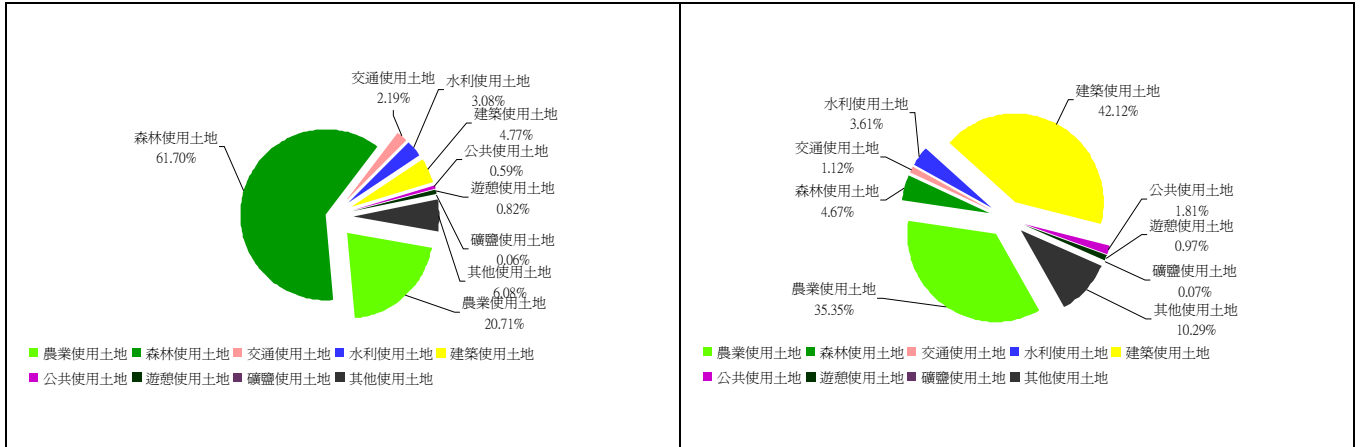 交通使用土地
2.19%
水利使用土地
3.08%
建築使用土地
4.77%
公共使用土地
0.59%
遊憩使用土地
0.82%
礦鹽使用土地
0.06%
其他使用土地
6.08%
農業使用土地
20.71%
森林使用土地
61.70%
農業使用土地 森林使用土地 交通使用土地 水利使用土地 建築使用土地
公共使用土地 遊憩使用土地 礦鹽使用土地 其他使用土地
建築使用土地
42.12%
公共使用土地
1.81%
遊憩使用土地
0.97%
礦鹽使用土地
0.07%
其他使用土地
10.29%
農業使用土地
35.35%
森林使用土地
4.67%
交通使用土地
1.12%
水利使用土地
3.61%
農業使用土地 森林使用土地 交通使用土地 水利使用土地 建築使用土地
公共使用土地 遊憩使用土地 礦鹽使用土地 其他使用土地